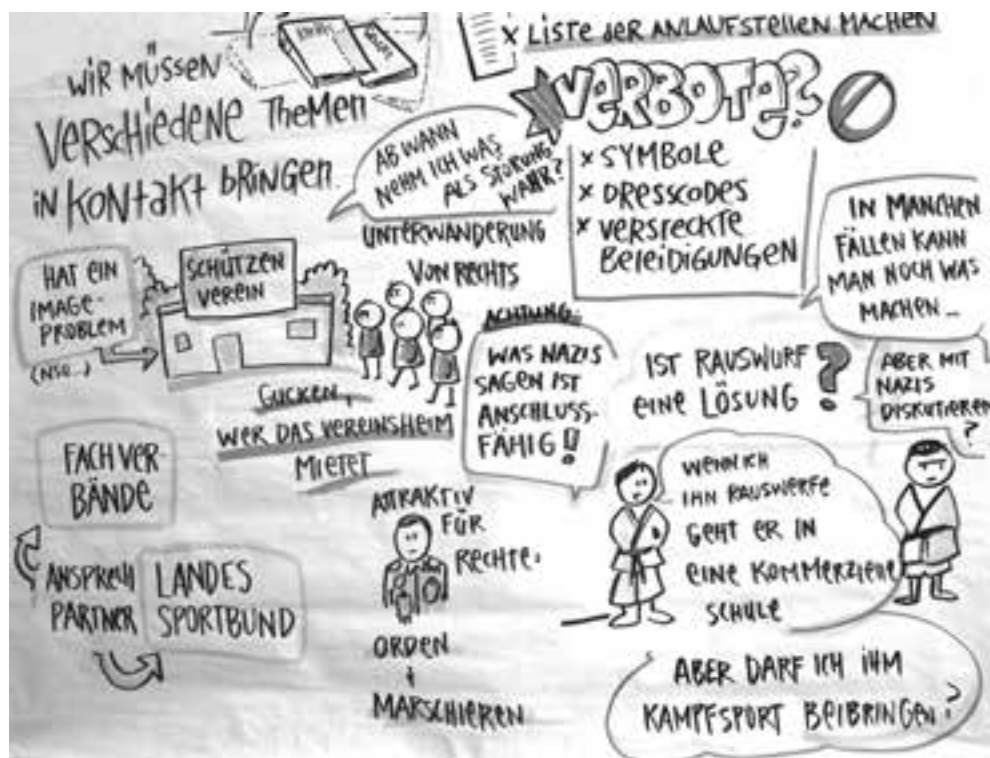 x LISTE DER ANLAUFSTELLEN MACHEN
WIR MÜSSEN
VERSCHIEDENE THEMEN
IN KONTAKT BRINGEN.
AB WANN
NEHM ICH WAS
ALS STÖRUNG
WAHR?
VERBOTE?
x SYMBOLE
x DRESSCODES
x VERSTECKTE
BELEIDIGUNGEN
IN MANCHEN
FÄLLEN KANN
MAN NOCH WAS
MACHEN...
UNTERWANDERUNG
VON RECHTS
HAT EIN
IMAGE-
PROBLEM
(NSU...)
SCHÜTZEN
VEREIN
GUCKEN,
WER DAS VEREINSHEIM
MIETET
ACHTUNG:
WAS NAZIS
SAGEN IST
ANSCHLUSS-
FÄHIG!
IST RAUSWURF
EINE LÖSUNG?
ABER MIT
NAZIS
DISKUTIEREN
?
FACHVER
BÄNDE
ANSPRECH
PARTNER
LANDES
SPORTBUND
ATTRAKTIV
FÜR
RECHTE:
ORDEN
+
MARSCHIEREN
WENN ICH
IHN RAUSWERFE
GEHT ER IN
EINE KOMMERZIELLE
SCHULE
ABER DARF ICH IHM
KAMPFSPORT BEIBRINGEN?